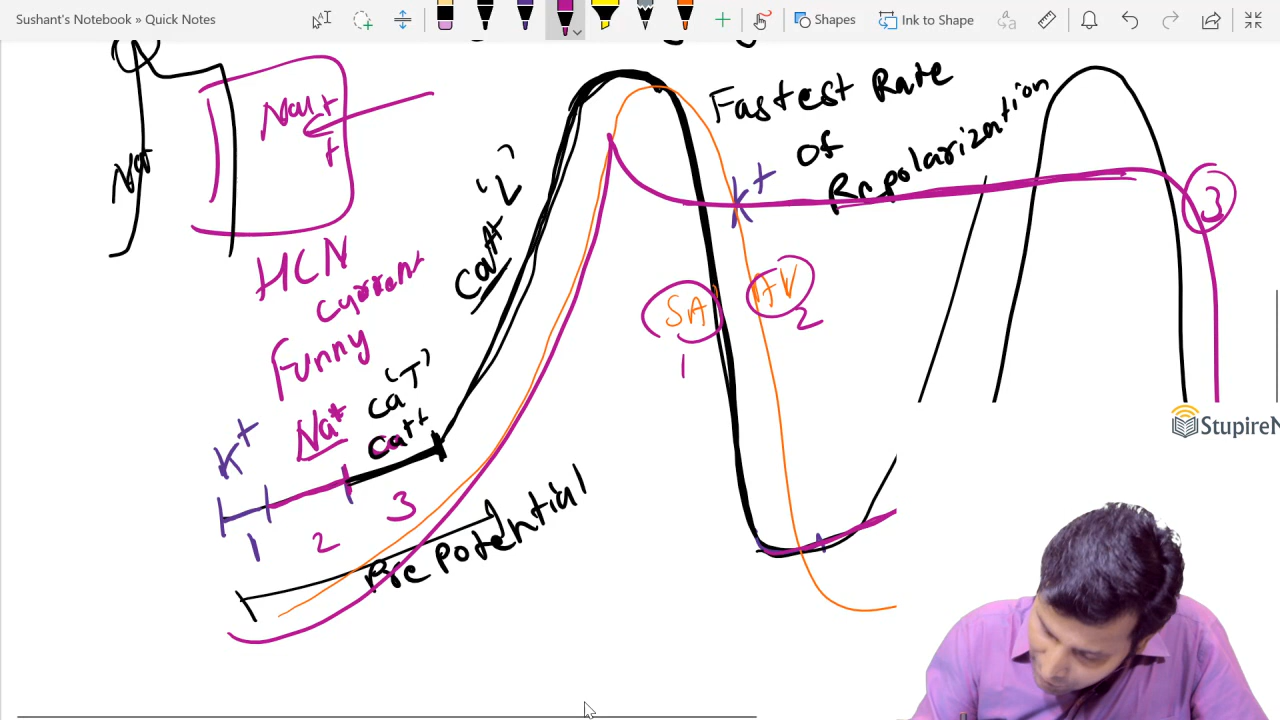 Sushant's Notebook » Quick Notes
Shapes
Ink to Shape
Na+
HCN
Current
Funny
K+
Na+
Ca 'T'
Ca++
Ca++ 'L'
1
2
3
Prepotential
Fastest Rate
of
Repolarization
K+
SA
1
AV
2
3
StupireN